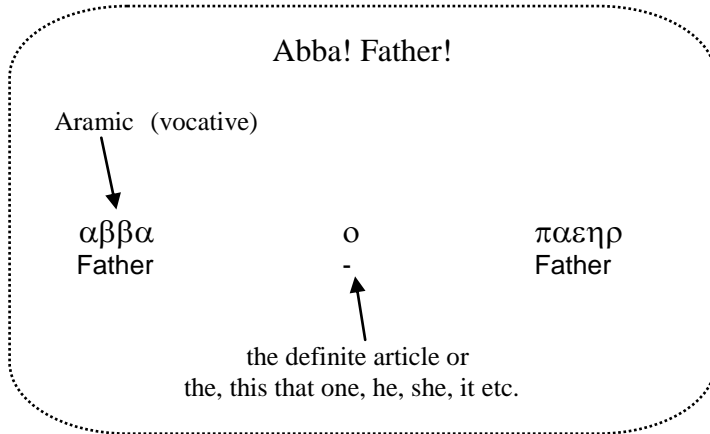 Abba! Father!
Aramic (vocative)
αββα ο παεηρ
Father - Father
the definite article or
the, this that one, he, she, it etc.